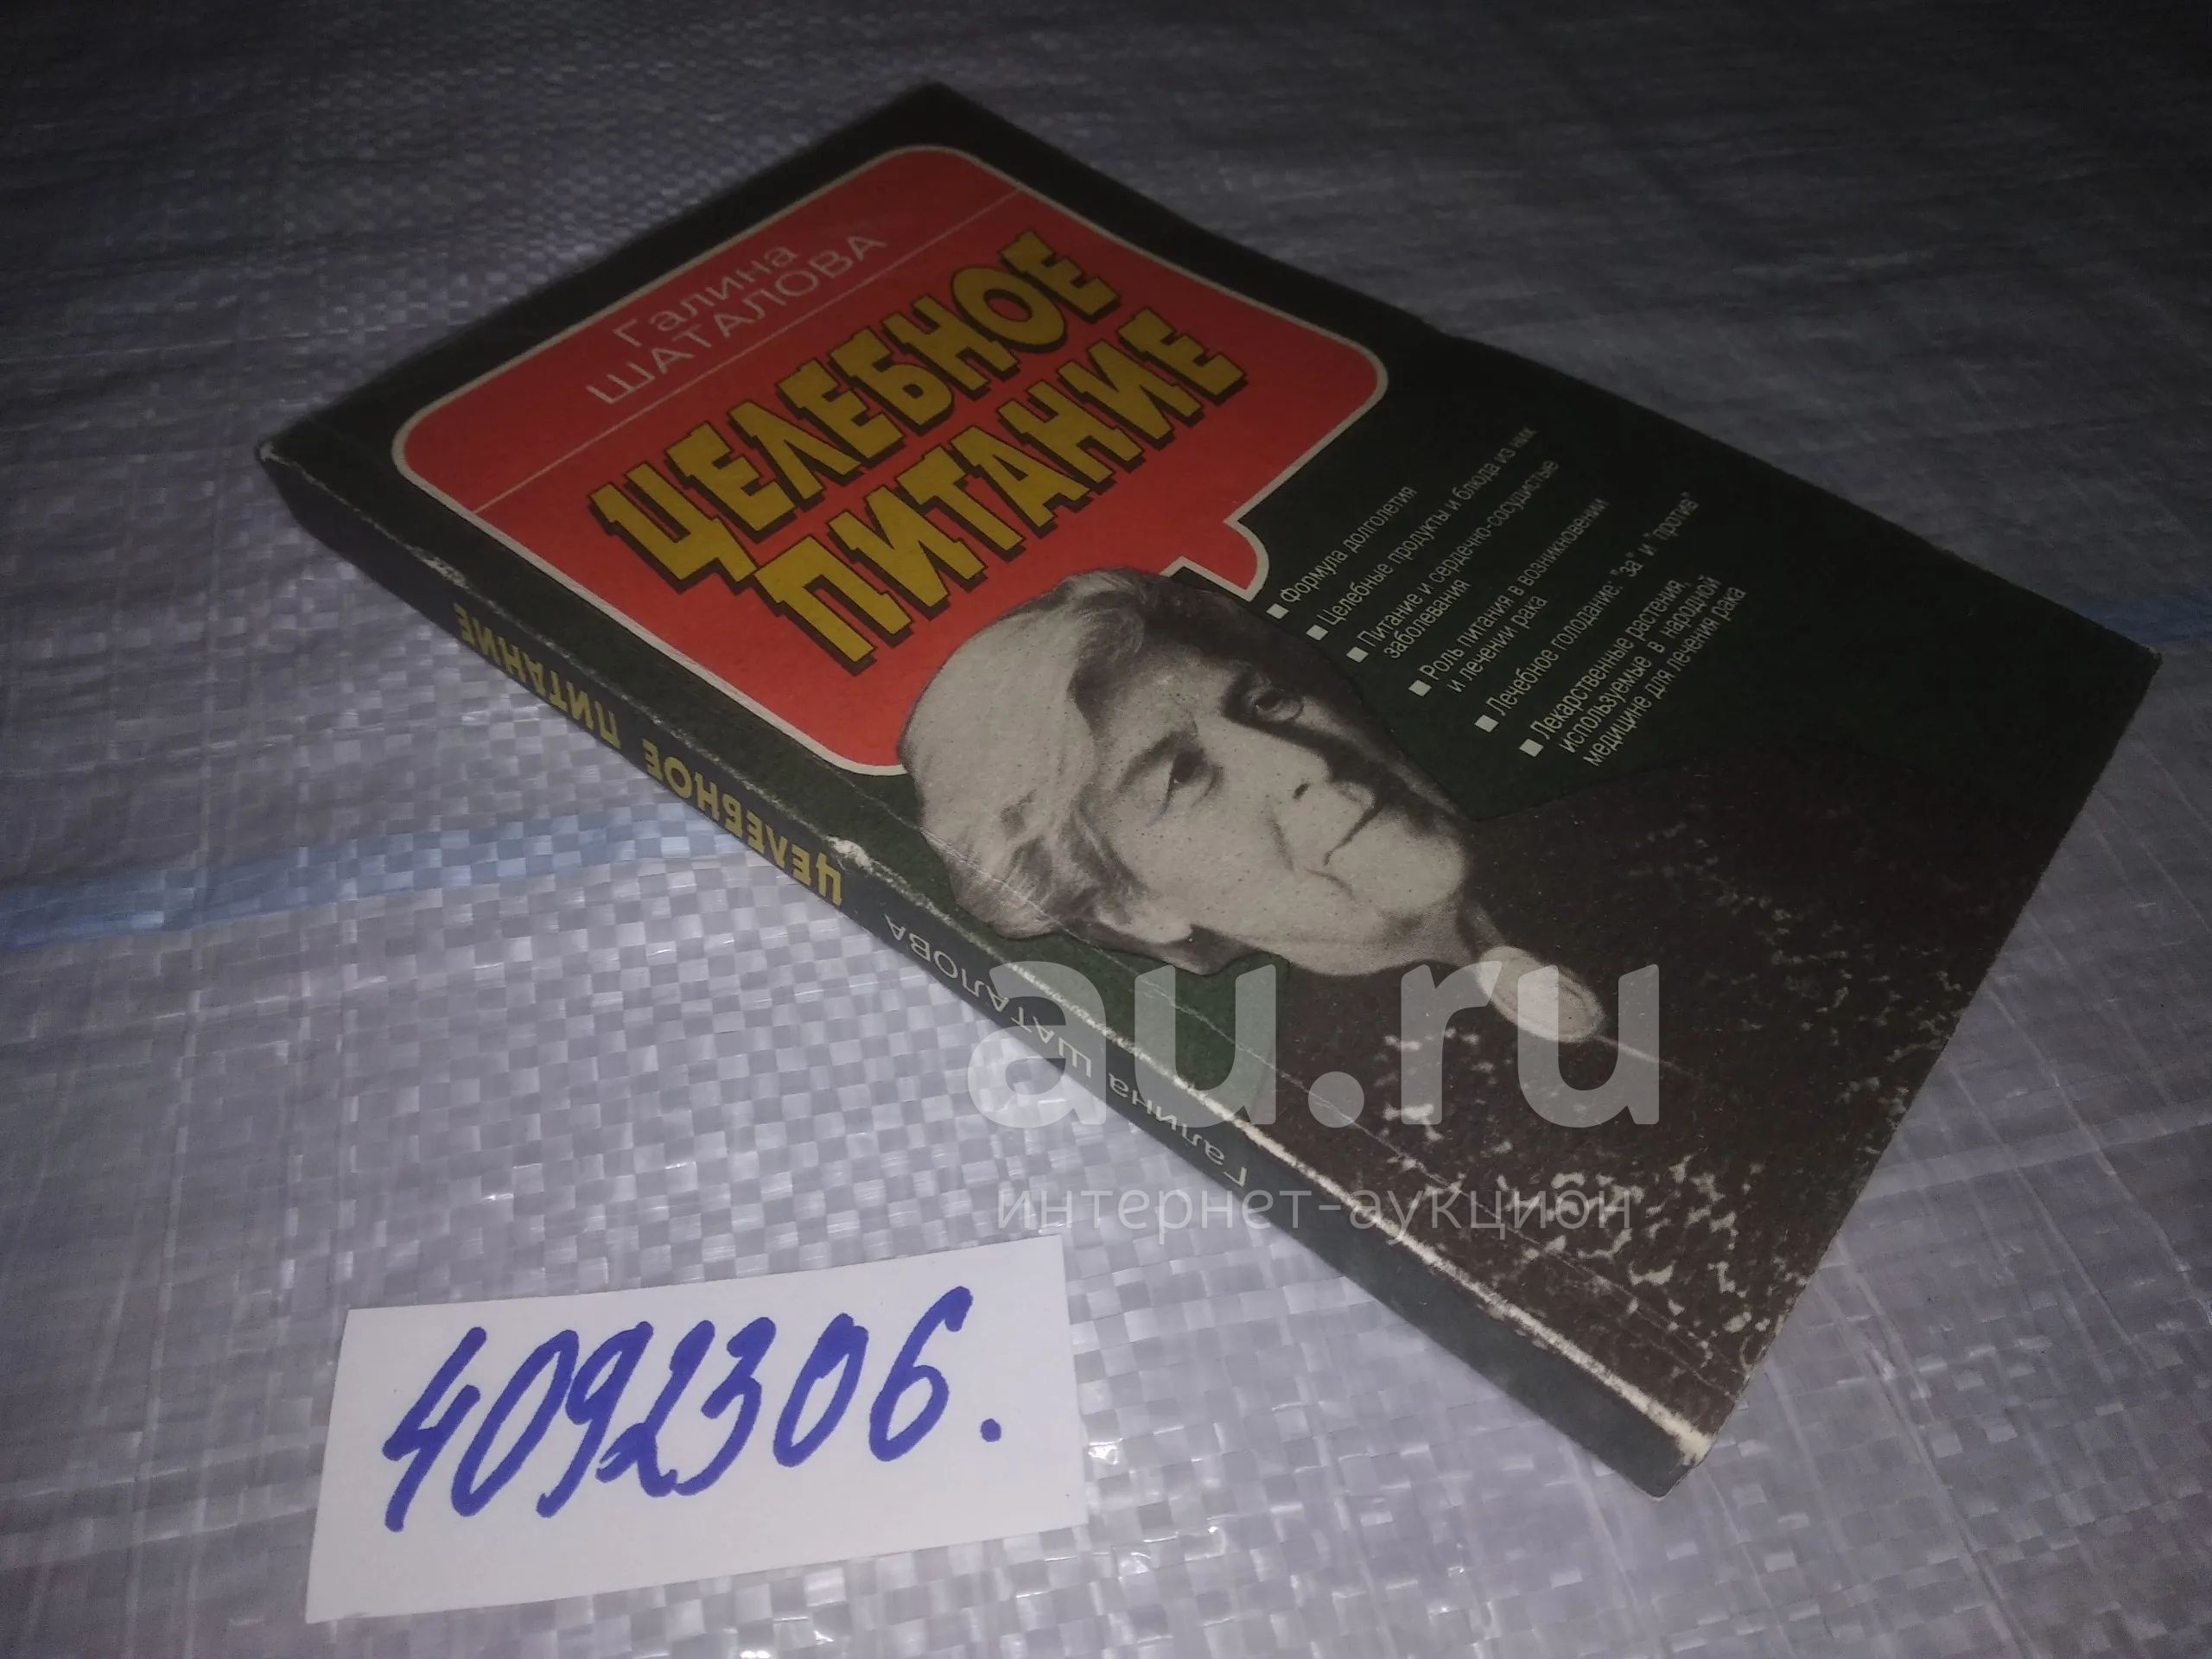 Галина
ШАТАЛОВА
ЦЕЛЕБНОЕ
ПИТАНИЕ
■ Формула долголетия
■ Целебные продукты и блюда из них
■ Питание и сердечно-сосудистые
заболевания
■ Роль питания в возникновении
и лечении рака
■ Лечебное голодание: "за" и "против"
■ Лекарственные растения,
используемые в народной
медицине для лечения рака
Галина ШАТАЛОВА ЦЕЛЕБНОЕ ПИТАНИЕ
au.ru
интернет-аукцион
4092306.